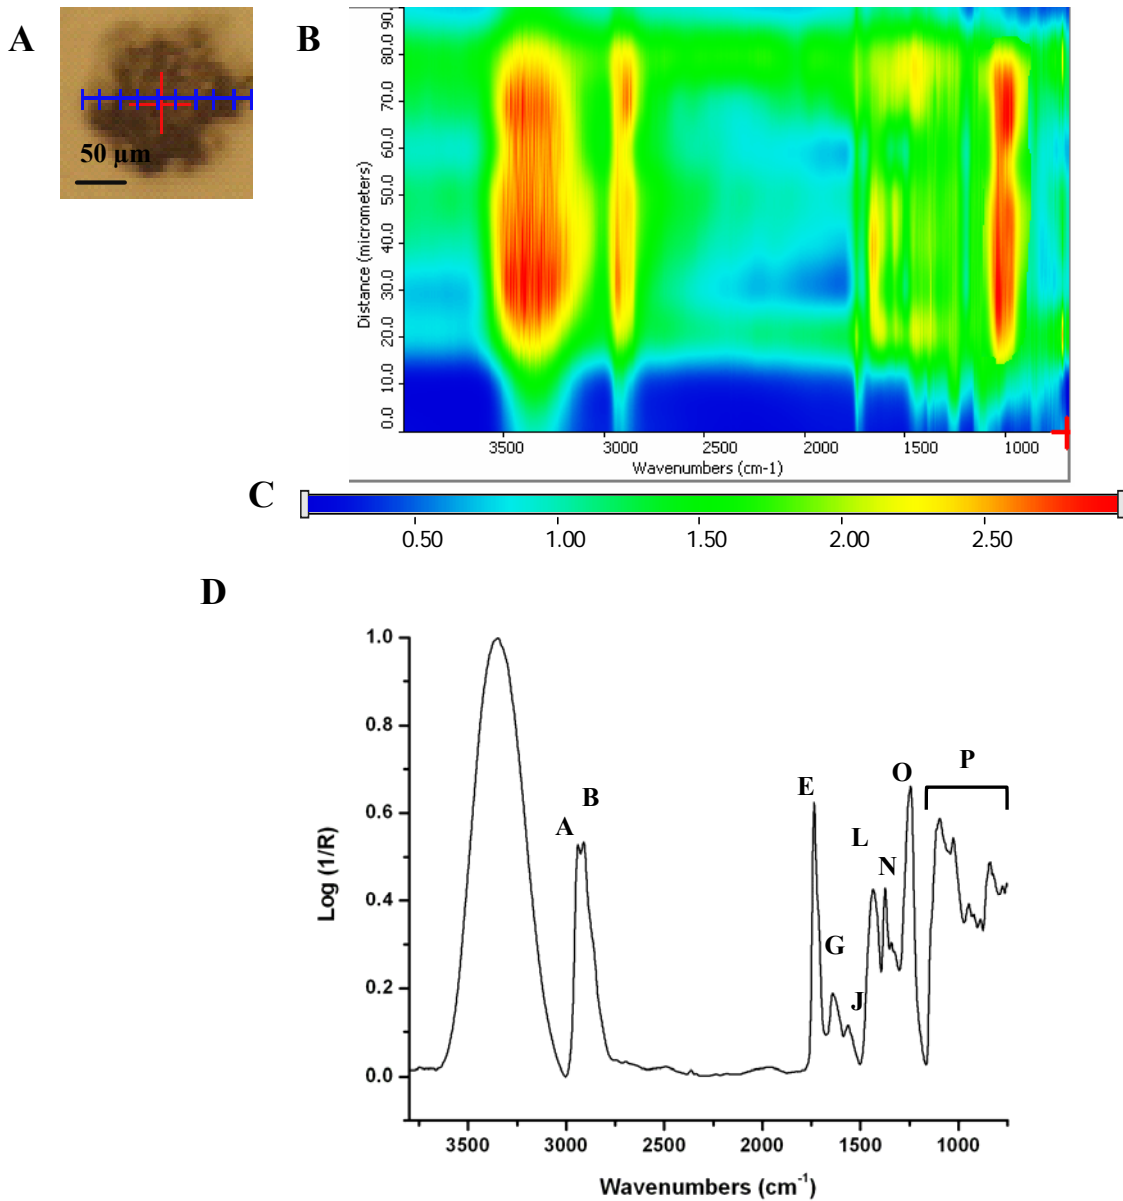 A
50 µm
B
90.
80.0
70.0
60.0
50.0
40.0
30.0
20.0
10.0
0.0
Distance (micrometers)
3500 3000 2500 2000 1500 1000
Wavenumbers (cm-1)
C
0.50 1.00 1.50 2.00 2.50
D
1.0
0.8
0.6
0.4
0.2
0.0
Log (1/R)
A
B
E
G
J
L
N
O
P
3500 3000 2500 2000 1500 1000
Wavenumbers (cm⁻¹)